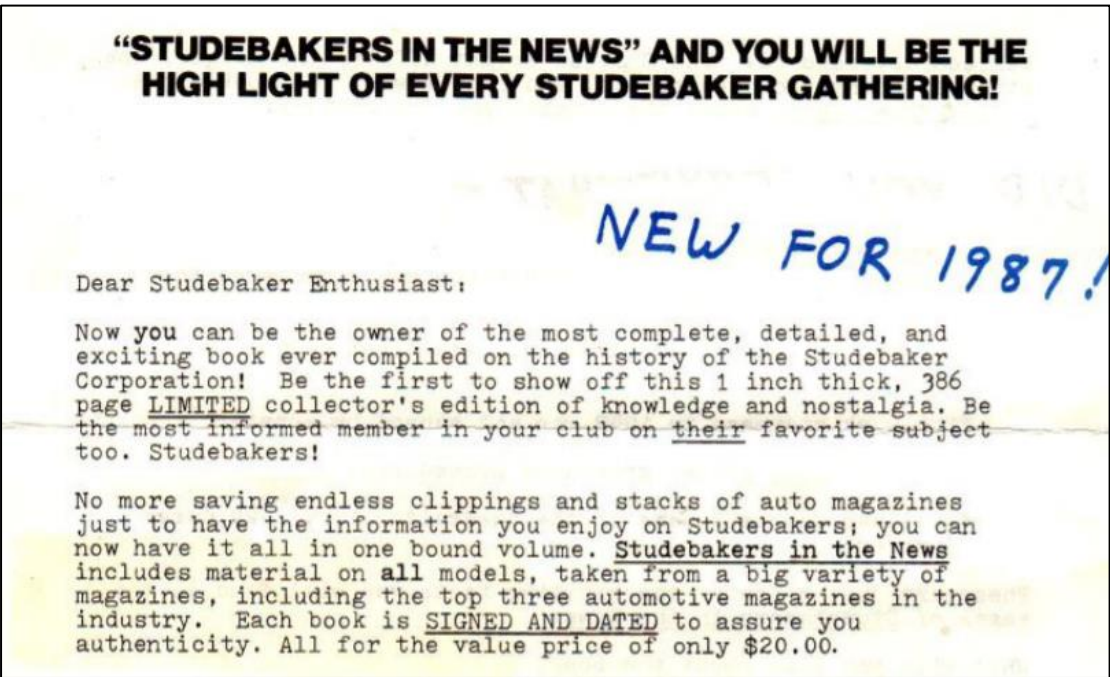 “STUDEBAKERS IN THE NEWS” AND YOU WILL BE THE
HIGH LIGHT OF EVERY STUDEBAKER GATHERING!
NEW FOR 1987!
Dear Studebaker Enthusiast:
Now you can be the owner of the most complete, detailed, and
exciting book ever compiled on the history of the Studebaker
Corporation! Be the first to show off this 1 inch thick, 386
page LIMITED collector's edition of knowledge and nostalgia. Be
the most informed member in your club on their favorite subject
too. Studebakers!
No more saving endless clippings and stacks of auto magazines
just to have the information you enjoy on Studebakers; you can
now have it all in one bound volume. Studebakers in the News
includes material on all models, taken from a big variety of
magazines, including the top three automotive magazines in the
industry. Each book is SIGNED AND DATED to assure you
authenticity. All for the value price of only $20.00.